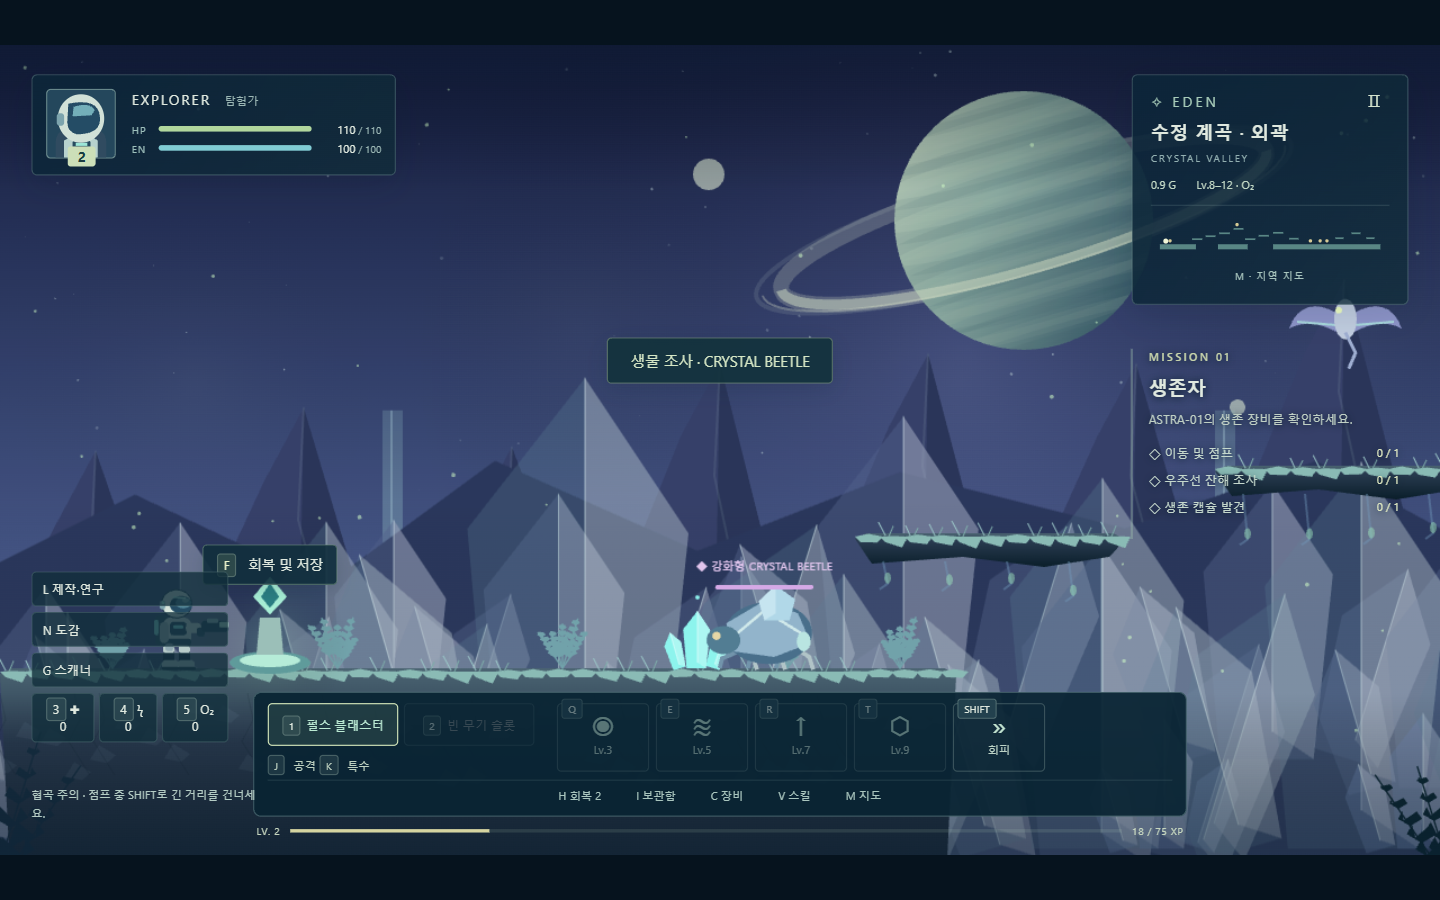 EXPLORER 탐험가
HP 110 / 110
EN 100 / 100
2
✧ EDEN Ⅱ
수정 계곡 · 외곽
CRYSTAL VALLEY
0.9 G Lv.8–12 · O₂
M · 지역 지도
생물 조사 · CRYSTAL BEETLE
MISSION 01
생존자
ASTRA-01의 생존 장비를 확인하세요.
◇ 이동 및 점프 0 / 1
◇ 우주선 잔해 조사 0 / 1
◇ 생존 캡슐 발견 0 / 1
F 회복 및 저장
◆ 강화형 CRYSTAL BEETLE
L 제작·연구
N 도감
G 스캐너
3 ✚ 0
4 ϟ 0
5 O₂ 0
1 펄스 블래스터
2 빈 무기 슬롯
J 공격 K 특수
Q Lv.3
E Lv.5
R Lv.7
T Lv.9
SHIFT » 회피
H 회복 2 I 보관함 C 장비 V 스킬 M 지도
협곡 주의 · 점프 중 SHIFT로 긴 거리를 건너세
요.
LV. 2 18 / 75 XP